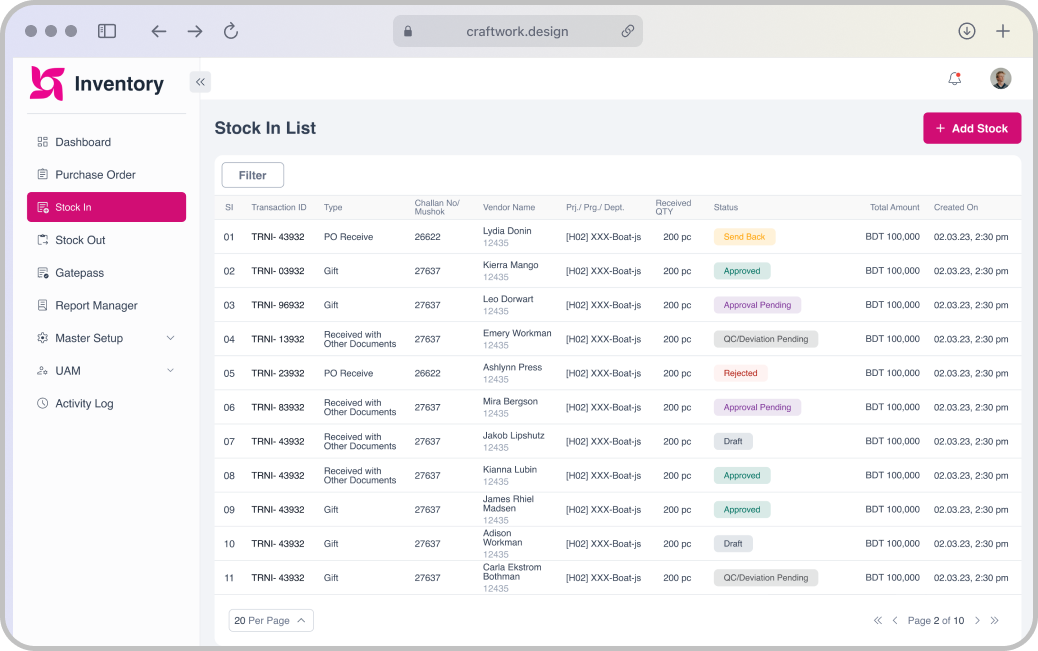 craftwork.design
Inventory
Dashboard
Purchase Order
Stock In
Stock Out
Gatepass
Report Manager
Master Setup
UAM
Activity Log
Stock In List
+ Add Stock
Filter
SI Transaction ID Type Challan No/ Mushok Vendor Name Prj./ Prg./ Dept. Received QTY Status Total Amount Created On
01 TRNI- 43932 PO Receive 26622 Lydia Donin 12435 [H02] XXX-Boat-js 200 pc Send Back BDT 100,000 02.03.23, 2:30 pm
02 TRNI- 03932 Gift 27637 Kierra Mango 12435 [H02] XXX-Boat-js 200 pc Approved BDT 100,000 02.03.23, 2:30 pm
03 TRNI- 96932 Gift 27637 Leo Dorwart 12435 [H02] XXX-Boat-js 200 pc Approval Pending BDT 100,000 02.03.23, 2:30 pm
04 TRNI- 13932 Received with Other Documents 27637 Emery Workman 12435 [H02] XXX-Boat-js 200 pc QC/Deviation Pending BDT 100,000 02.03.23, 2:30 pm
05 TRNI- 23932 PO Receive 26622 Ashlynn Press 12435 [H02] XXX-Boat-js 200 pc Rejected BDT 100,000 02.03.23, 2:30 pm
06 TRNI- 83932 Received with Other Documents 27637 Mira Bergson 12435 [H02] XXX-Boat-js 200 pc Approval Pending BDT 100,000 02.03.23, 2:30 pm
07 TRNI- 43932 Received with Other Documents 27637 Jakob Lipshutz 12435 [H02] XXX-Boat-js 200 pc Draft BDT 100,000 02.03.23, 2:30 pm
08 TRNI- 43932 Received with Other Documents 27637 Kianna Lubin 12435 [H02] XXX-Boat-js 200 pc Approved BDT 100,000 02.03.23, 2:30 pm
09 TRNI- 43932 Gift 27637 James Rhiel Madsen 12435 [H02] XXX-Boat-js 200 pc Approved BDT 100,000 02.03.23, 2:30 pm
10 TRNI- 43932 Gift 27637 Adison Workman 12435 [H02] XXX-Boat-js 200 pc Draft BDT 100,000 02.03.23, 2:30 pm
11 TRNI- 43932 Gift 27637 Carla Ekstrom Bothman 12435 [H02] XXX-Boat-js 200 pc QC/Deviation Pending BDT 100,000 02.03.23, 2:30 pm
20 Per Page
Page 2 of 10